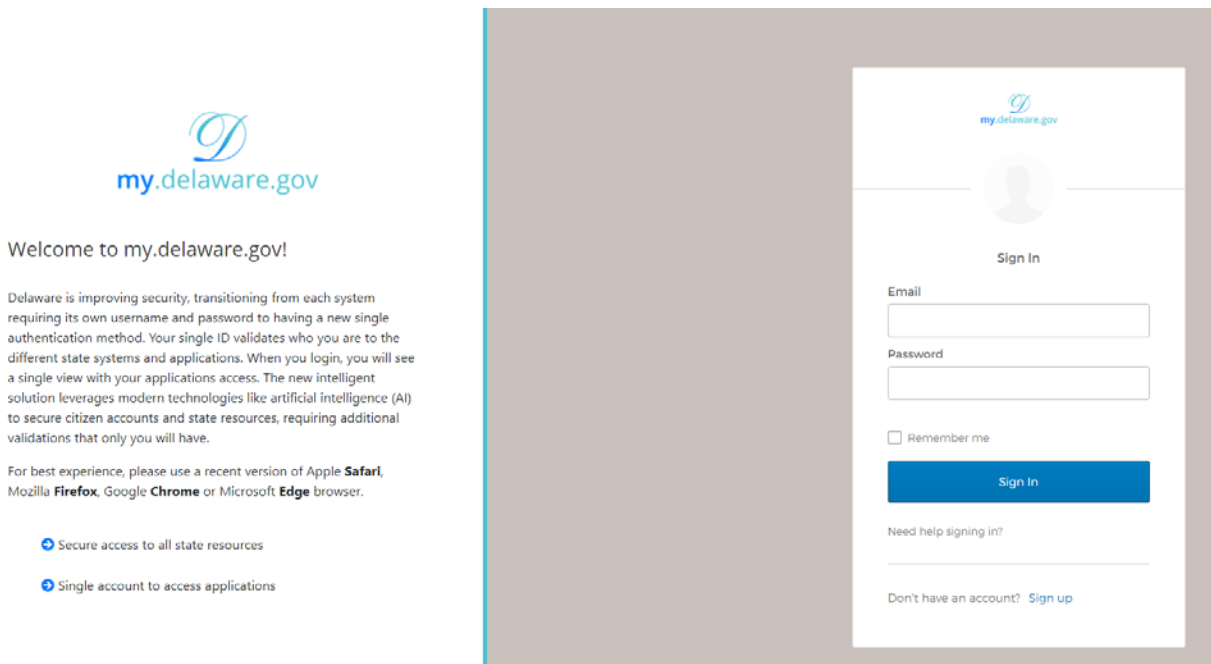 D
my.delaware.gov
Welcome to my.delaware.gov!
Delaware is improving security, transitioning from each system
requiring its own username and password to having a new single
authentication method. Your single ID validates who you are to the
different state systems and applications. When you login, you will see
a single view with your applications access. The new intelligent
solution leverages modern technologies like artificial intelligence (AI)
to secure citizen accounts and state resources, requiring additional
validations that only you will have.
For best experience, please use a recent version of Apple Safari,
Mozilla Firefox, Google Chrome or Microsoft Edge browser.
Secure access to all state resources
Single account to access applications
D
my.delaware.gov
Sign In
Email
Password
Remember me
Sign In
Need help signing in?
Don't have an account? Sign up